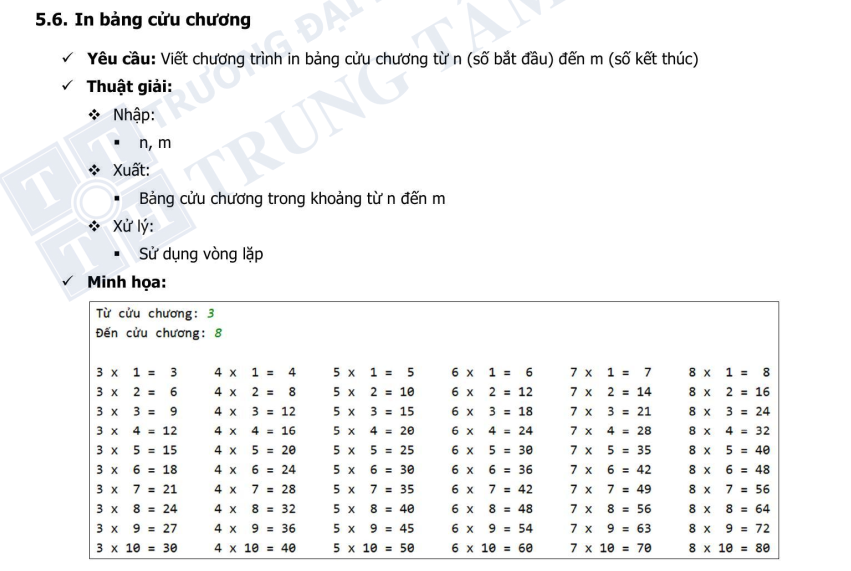 5.6. In bảng cửu chương
✓ Yêu cầu: Viết chương trình in bảng cửu chương từ n (số bắt đầu) đến m (số kết thúc)
✓ Thuật giải:
❖ Nhập:
▪ n, m
❖ Xuất:
▪ Bảng cửu chương trong khoảng từ n đến m
❖ Xử lý:
▪ Sử dụng vòng lặp
✓ Minh họa:
Từ cửu chương: 3
Đến cửu chương: 8
3 x  1 =  3    4 x  1 =  4    5 x  1 =  5    6 x  1 =  6    7 x  1 =  7    8 x  1 =  8
3 x  2 =  6    4 x  2 =  8    5 x  2 = 10    6 x  2 = 12    7 x  2 = 14    8 x  2 = 16
3 x  3 =  9    4 x  3 = 12    5 x  3 = 15    6 x  3 = 18    7 x  3 = 21    8 x  3 = 24
3 x  4 = 12    4 x  4 = 16    5 x  4 = 20    6 x  4 = 24    7 x  4 = 28    8 x  4 = 32
3 x  5 = 15    4 x  5 = 20    5 x  5 = 25    6 x  5 = 30    7 x  5 = 35    8 x  5 = 40
3 x  6 = 18    4 x  6 = 24    5 x  6 = 30    6 x  6 = 36    7 x  6 = 42    8 x  6 = 48
3 x  7 = 21    4 x  7 = 28    5 x  7 = 35    6 x  7 = 42    7 x  7 = 49    8 x  7 = 56
3 x  8 = 24    4 x  8 = 32    5 x  8 = 40    6 x  8 = 48    7 x  8 = 56    8 x  8 = 64
3 x  9 = 27    4 x  9 = 36    5 x  9 = 45    6 x  9 = 54    7 x  9 = 63    8 x  9 = 72
3 x 10 = 30    4 x 10 = 40    5 x 10 = 50    6 x 10 = 60    7 x 10 = 70    8 x 10 = 80
TRƯỜNG ĐẠI
TRUNG TÂM